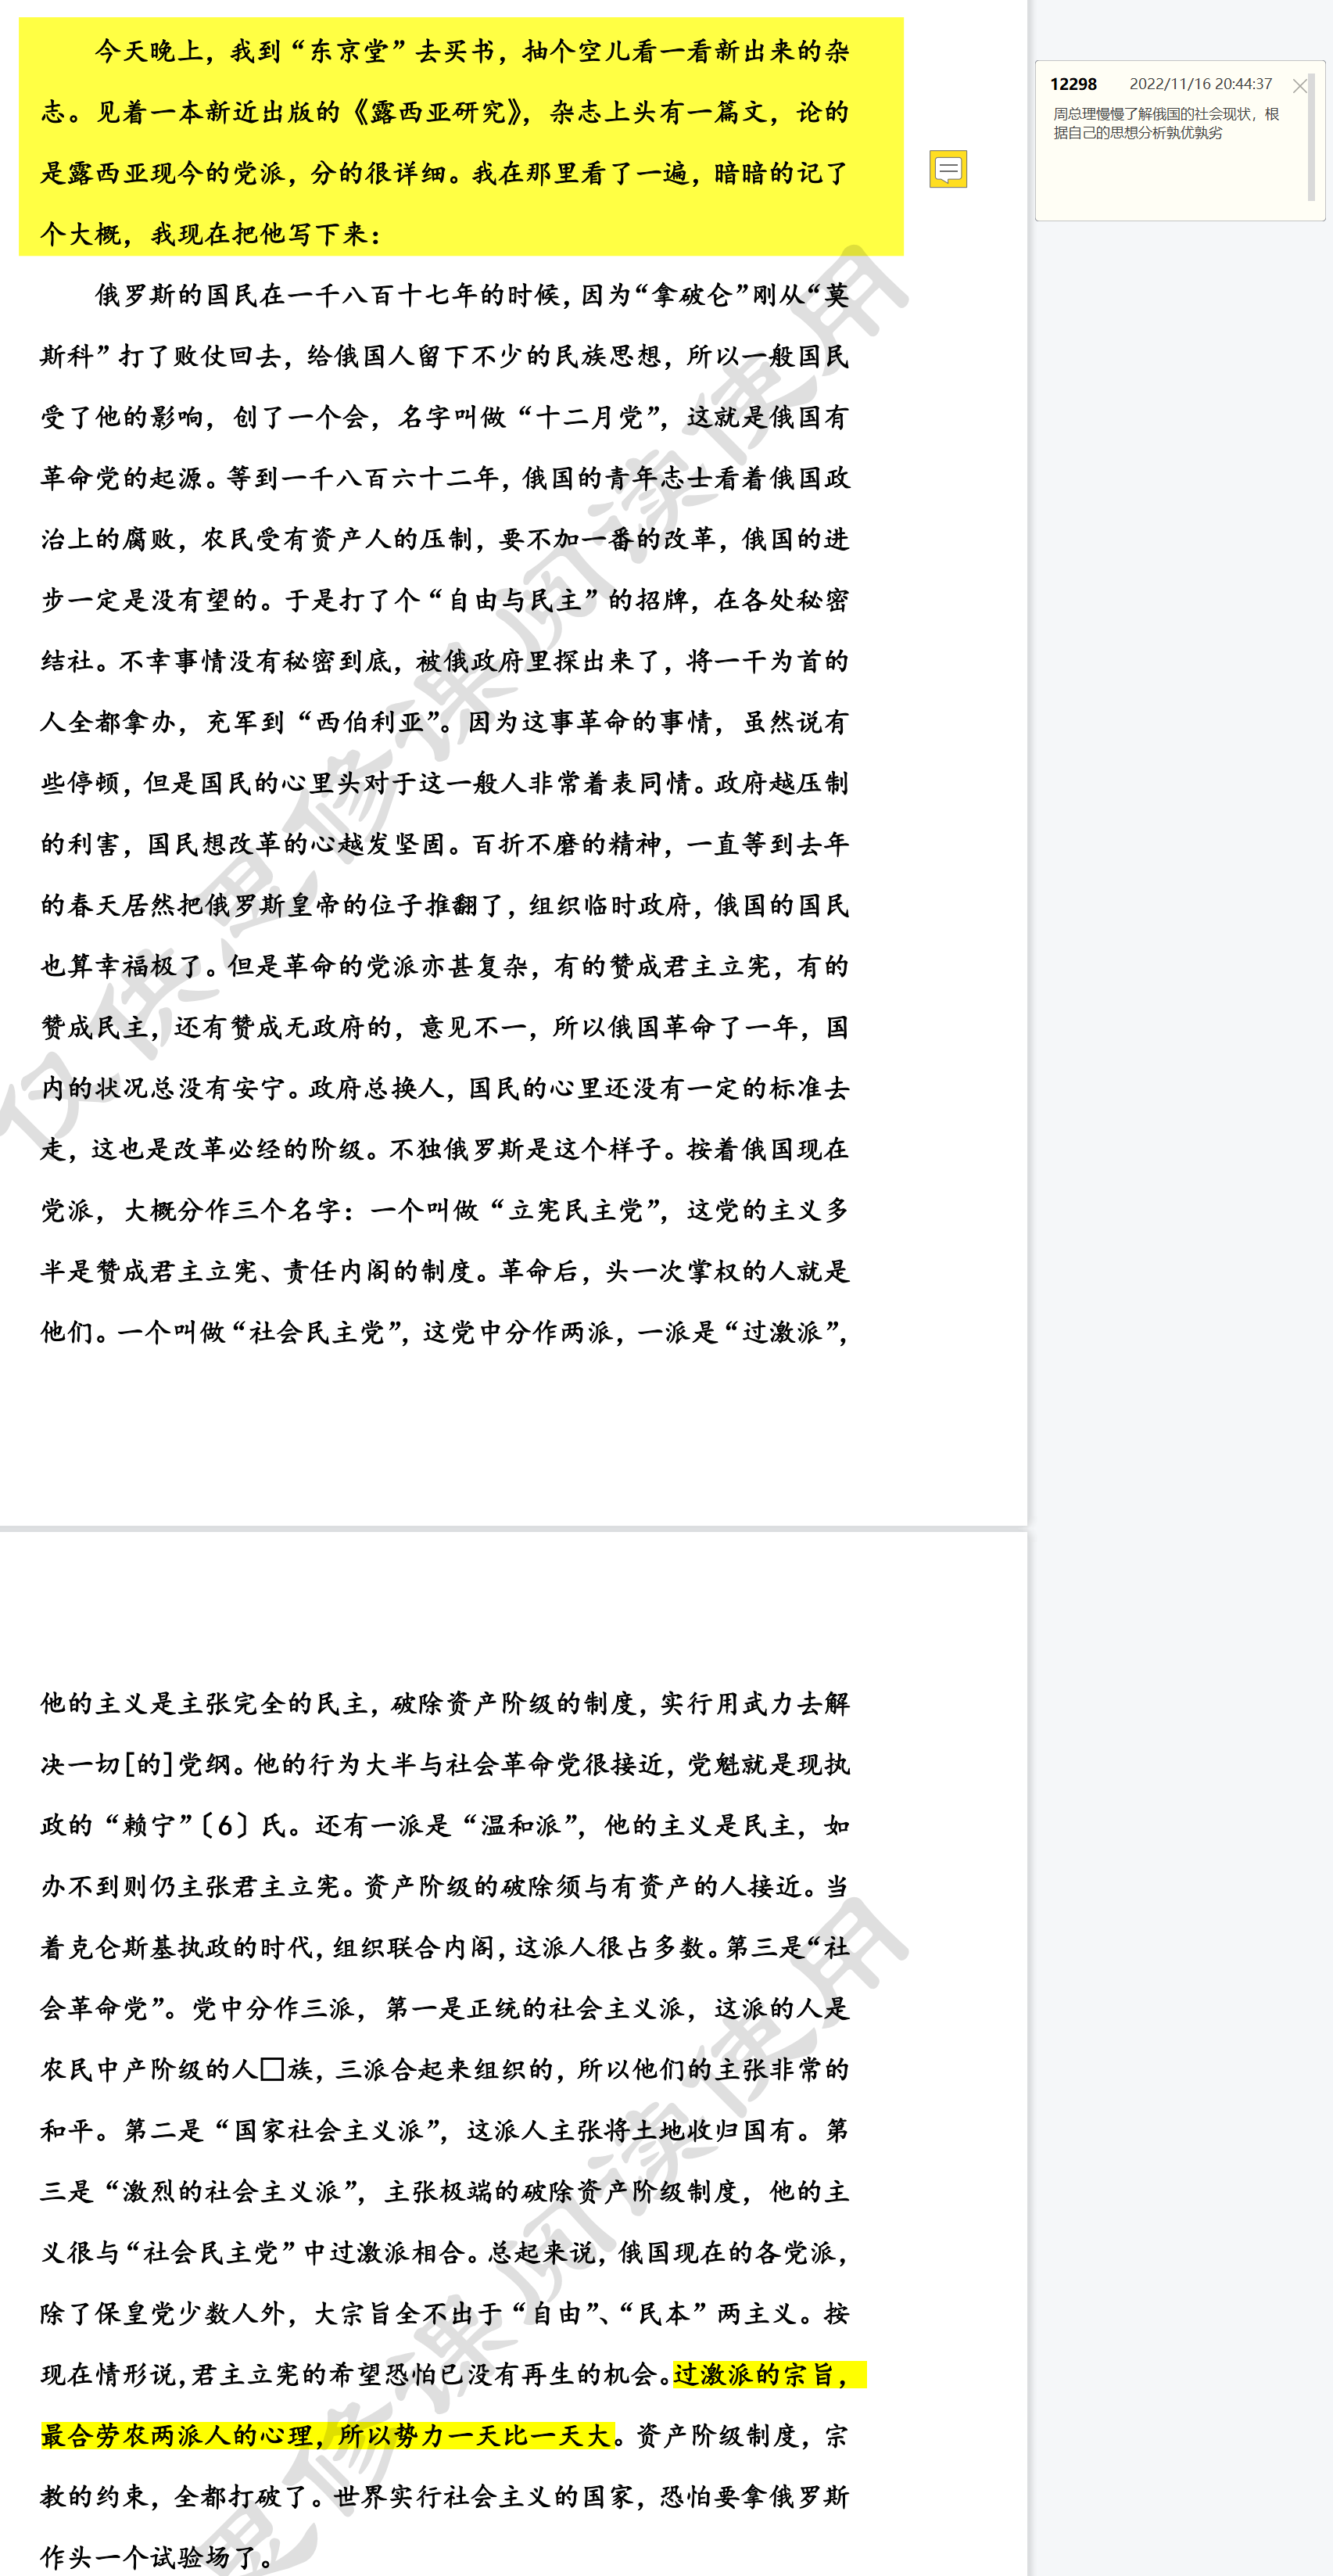 今天晚上，我到“东京堂”去买书，抽个空儿看一看新出来的杂
志。见着一本新近出版的《露西亚研究》，杂志上头有一篇文，论的
是露西亚现今的党派，分的很详细。我在那里看了一遍，暗暗的记了
个大概，我现在把他写下来：
12298 2022/11/16 20:44:37
周总理慢慢了解俄国的社会现状，根
据自己的思想分析孰优孰劣
俄罗斯的国民在一千八百十七年的时候，因为“拿破仑”刚从“莫
斯科”打了败仗回去，给俄国人留下不少的民族思想，所以一般国民
受了他的影响，创了一个会，名字叫做“十二月党”，这就是俄国有
革命党的起源。等到一千八百六十二年，俄国的青年志士看着俄国政
治上的腐败，农民受有资产人的压制，要不加一番的改革，俄国的进
步一定是没有望的。于是打了个“自由与民主”的招牌，在各处秘密
结社。不幸事情没有秘密到底，被俄政府里探出来了，将一干为首的
人全都拿办，充军到“西伯利亚”。因为这事革命的事情，虽然说有
些停顿，但是国民的心里头对于这一般人非常着表同情。政府越压制
的利害，国民想改革的心越发坚固。百折不磨的精神，一直等到去年
的春天居然把俄罗斯皇帝的位子推翻了，组织临时政府，俄国的国民
也算幸福极了。但是革命的党派亦甚复杂，有的赞成君主立宪，有的
赞成民主，还有赞成无政府的，意见不一，所以俄国革命了一年，国
内的状况总没有安宁。政府总换人，国民的心里还没有一定的标准去
走，这也是改革必经的阶级。不独俄罗斯是这个样子。按着俄国现在
党派，大概分作三个名字：一个叫做“立宪民主党”，这党的主义多
半是赞成君主立宪、责任内阁的制度。革命后，头一次掌权的人就是
他们。一个叫做“社会民主党”，这党中分作两派，一派是“过激派”，
仅供思修课阅读使用
他的主义是主张完全的民主，破除资产阶级的制度，实行用武力去解
决一切[的]党纲。他的行为大半与社会革命党很接近，党魁就是现执
政的“赖宁”〔6〕氏。还有一派是“温和派”，他的主义是民主，如
办不到则仍主张君主立宪。资产阶级的破除须与有资产的人接近。当
着克仑斯基执政的时代，组织联合内阁，这派人很占多数。第三是“社
会革命党”。党中分作三派，第一是正统的社会主义派，这派的人是
农民中产阶级的人□族，三派合起来组织的，所以他们的主张非常的
和平。第二是“国家社会主义派”，这派人主张将土地收归国有。第
三是“激烈的社会主义派”，主张极端的破除资产阶级制度，他的主
义很与“社会民主党”中过激派相合。总起来说，俄国现在的各党派，
除了保皇党少数人外，大宗旨全不出于“自由”、“民本”两主义。按
现在情形说，君主立宪的希望恐怕已没有再生的机会。过激派的宗旨，
最合劳农两派人的心理，所以势力一天比一天大。资产阶级制度，宗
教的约束，全都打破了。世界实行社会主义的国家，恐怕要拿俄罗斯
作头一个试验场了。
思修课阅读使用